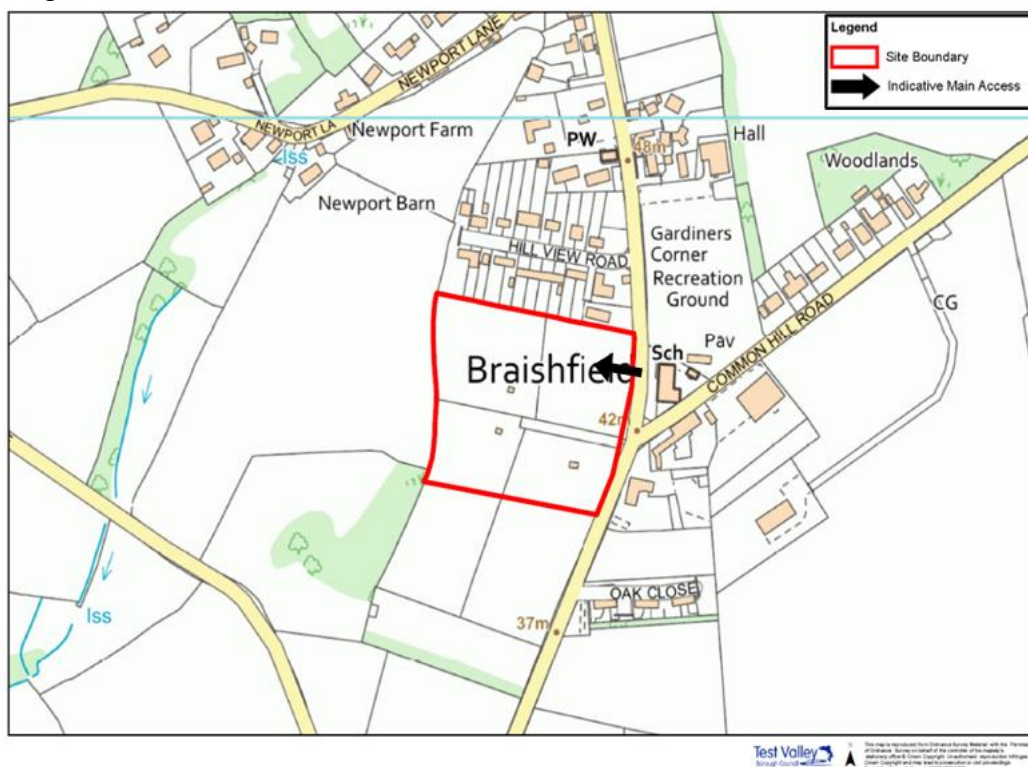 Legend
Site Boundary
Indicative Main Access
NEWPORT LANE
NEWPORT LA
Newport Farm
Iss
Newport Barn
PW
48m
Hall
Woodlands
HILL VIEW ROAD
Gardiners
Corner
Recreation
Ground
CG
COMMON HILL ROAD
Pav
Sch
Braishfield
42m
OAK CLOSE
37m
Iss
Test Valley
Borough Council